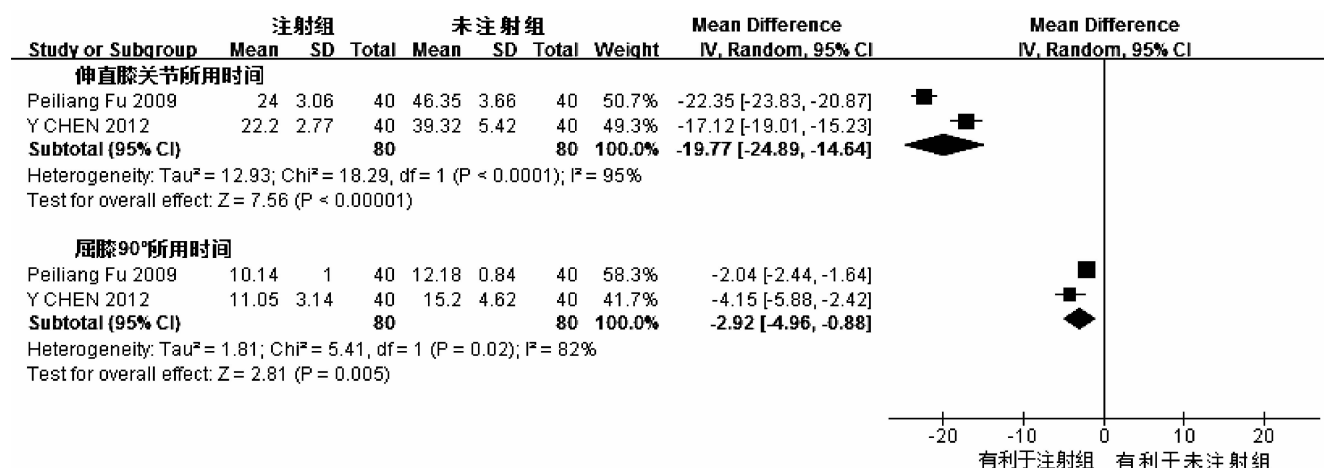 注射组 未注射组 Mean Difference Mean Difference
Study or Subgroup Mean SD Total Mean SD Total Weight IV, Random, 95% CI IV, Random, 95% CI
伸直膝关节所用时间
Peiliang Fu 2009 24 3.06 40 46.35 3.66 40 50.7% -22.35 [-23.83, -20.87]
Y CHEN 2012 22.2 2.77 40 39.32 5.42 40 49.3% -17.12 [-19.01, -15.23]
Subtotal (95% CI) 80 80 100.0% -19.77 [-24.89, -14.64]
Heterogeneity: Tau² = 12.93; Chi² = 18.29, df = 1 (P < 0.0001); I² = 95%
Test for overall effect: Z = 7.56 (P < 0.00001)
屈膝90°所用时间
Peiliang Fu 2009 10.14 1 40 12.18 0.84 40 58.3% -2.04 [-2.44, -1.64]
Y CHEN 2012 11.05 3.14 40 15.2 4.62 40 41.7% -4.15 [-5.88, -2.42]
Subtotal (95% CI) 80 80 100.0% -2.92 [-4.96, -0.88]
Heterogeneity: Tau² = 1.81; Chi² = 5.41, df = 1 (P = 0.02); I² = 82%
Test for overall effect: Z = 2.81 (P = 0.005)
-20 -10 0 10 20
有利于注射组 有利于未注射组